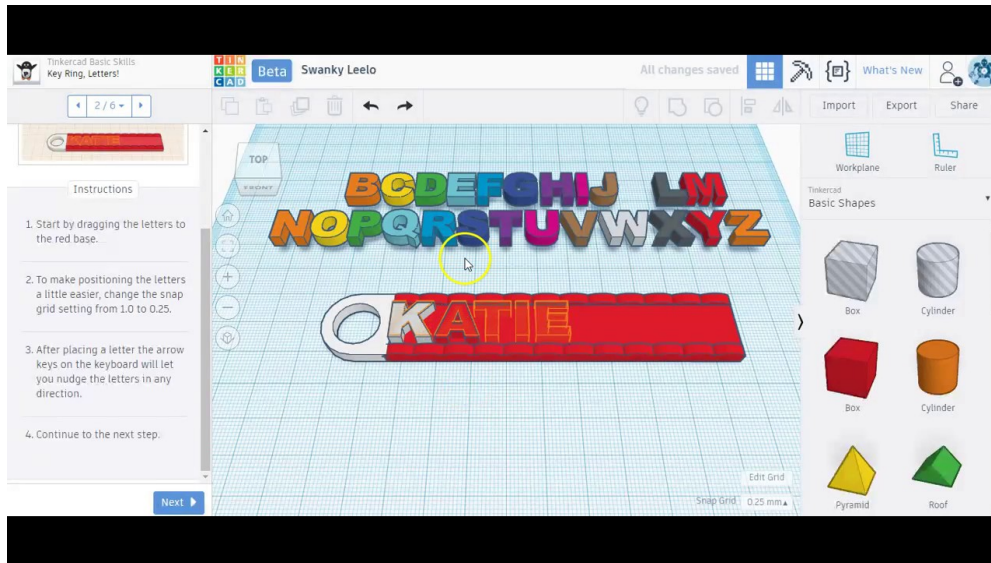 Tinkercad Basic Skills
Key Ring, Letters!
TIN
KER
CAD
Beta
Swanky Leelo
All changes saved
What's New
2/6
Import
Export
Share
KATIE
Instructions
1. Start by dragging the letters to
the red base.
2. To make positioning the letters
a little easier, change the snap
grid setting from 1.0 to 0.25.
3. After placing a letter the arrow
keys on the keyboard will let
you nudge the letters in any
direction.
4. Continue to the next step.
Next
TOP
FRONT
BCDEFGHIJ LM
NOPQRSTUVWXYZ
KATIE
Edit Grid
Snap Grid 0.25 mm
Workplane
Ruler
Tinkercad
Basic Shapes
Box
Cylinder
Box
Cylinder
Pyramid
Roof